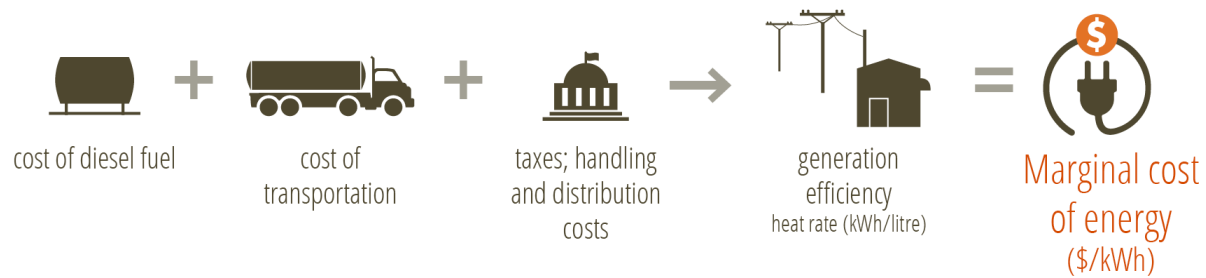 $
cost of diesel fuel
cost of
transportation
taxes; handling
and distribution
costs
generation
efficiency
heat rate (kWh/litre)
Marginal cost
of energy
($/kWh)